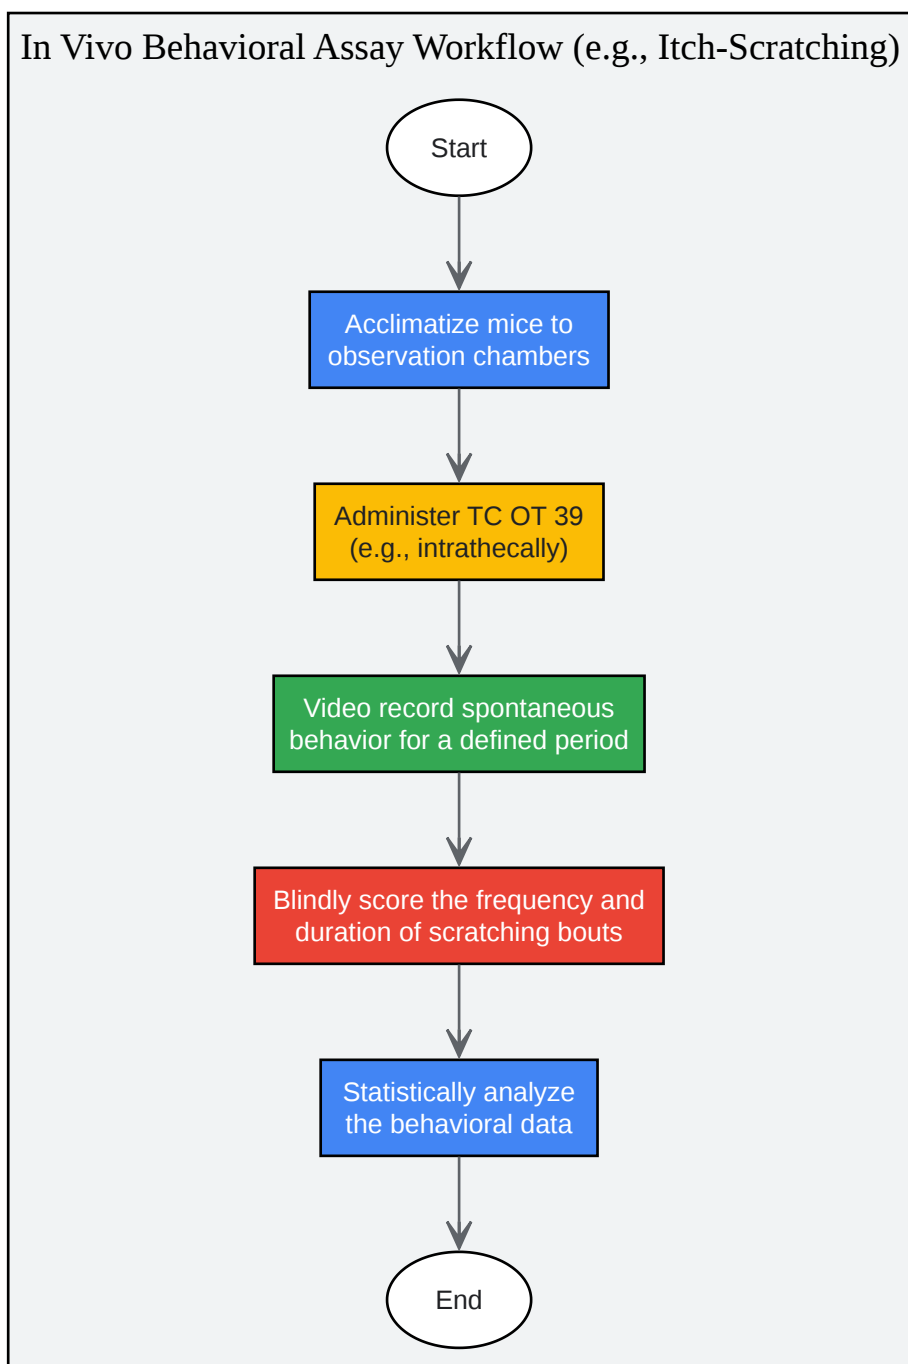 In Vivo Behavioral Assay Workflow (e.g., Itch-Scratching)
Start
Acclimatize mice to
observation chambers
Administer TC OT 39
(e.g., intrathecally)
Video record spontaneous
behavior for a defined period
Blindly score the frequency and
duration of scratching bouts
Statistically analyze
the behavioral data
End